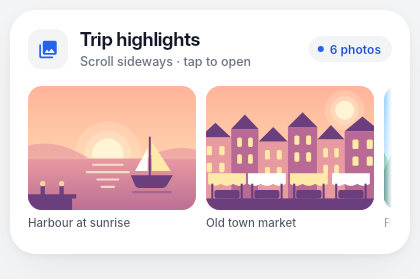 Trip highlights
Scroll sideways · tap to open
6 photos
Harbour at sunrise
Old town market